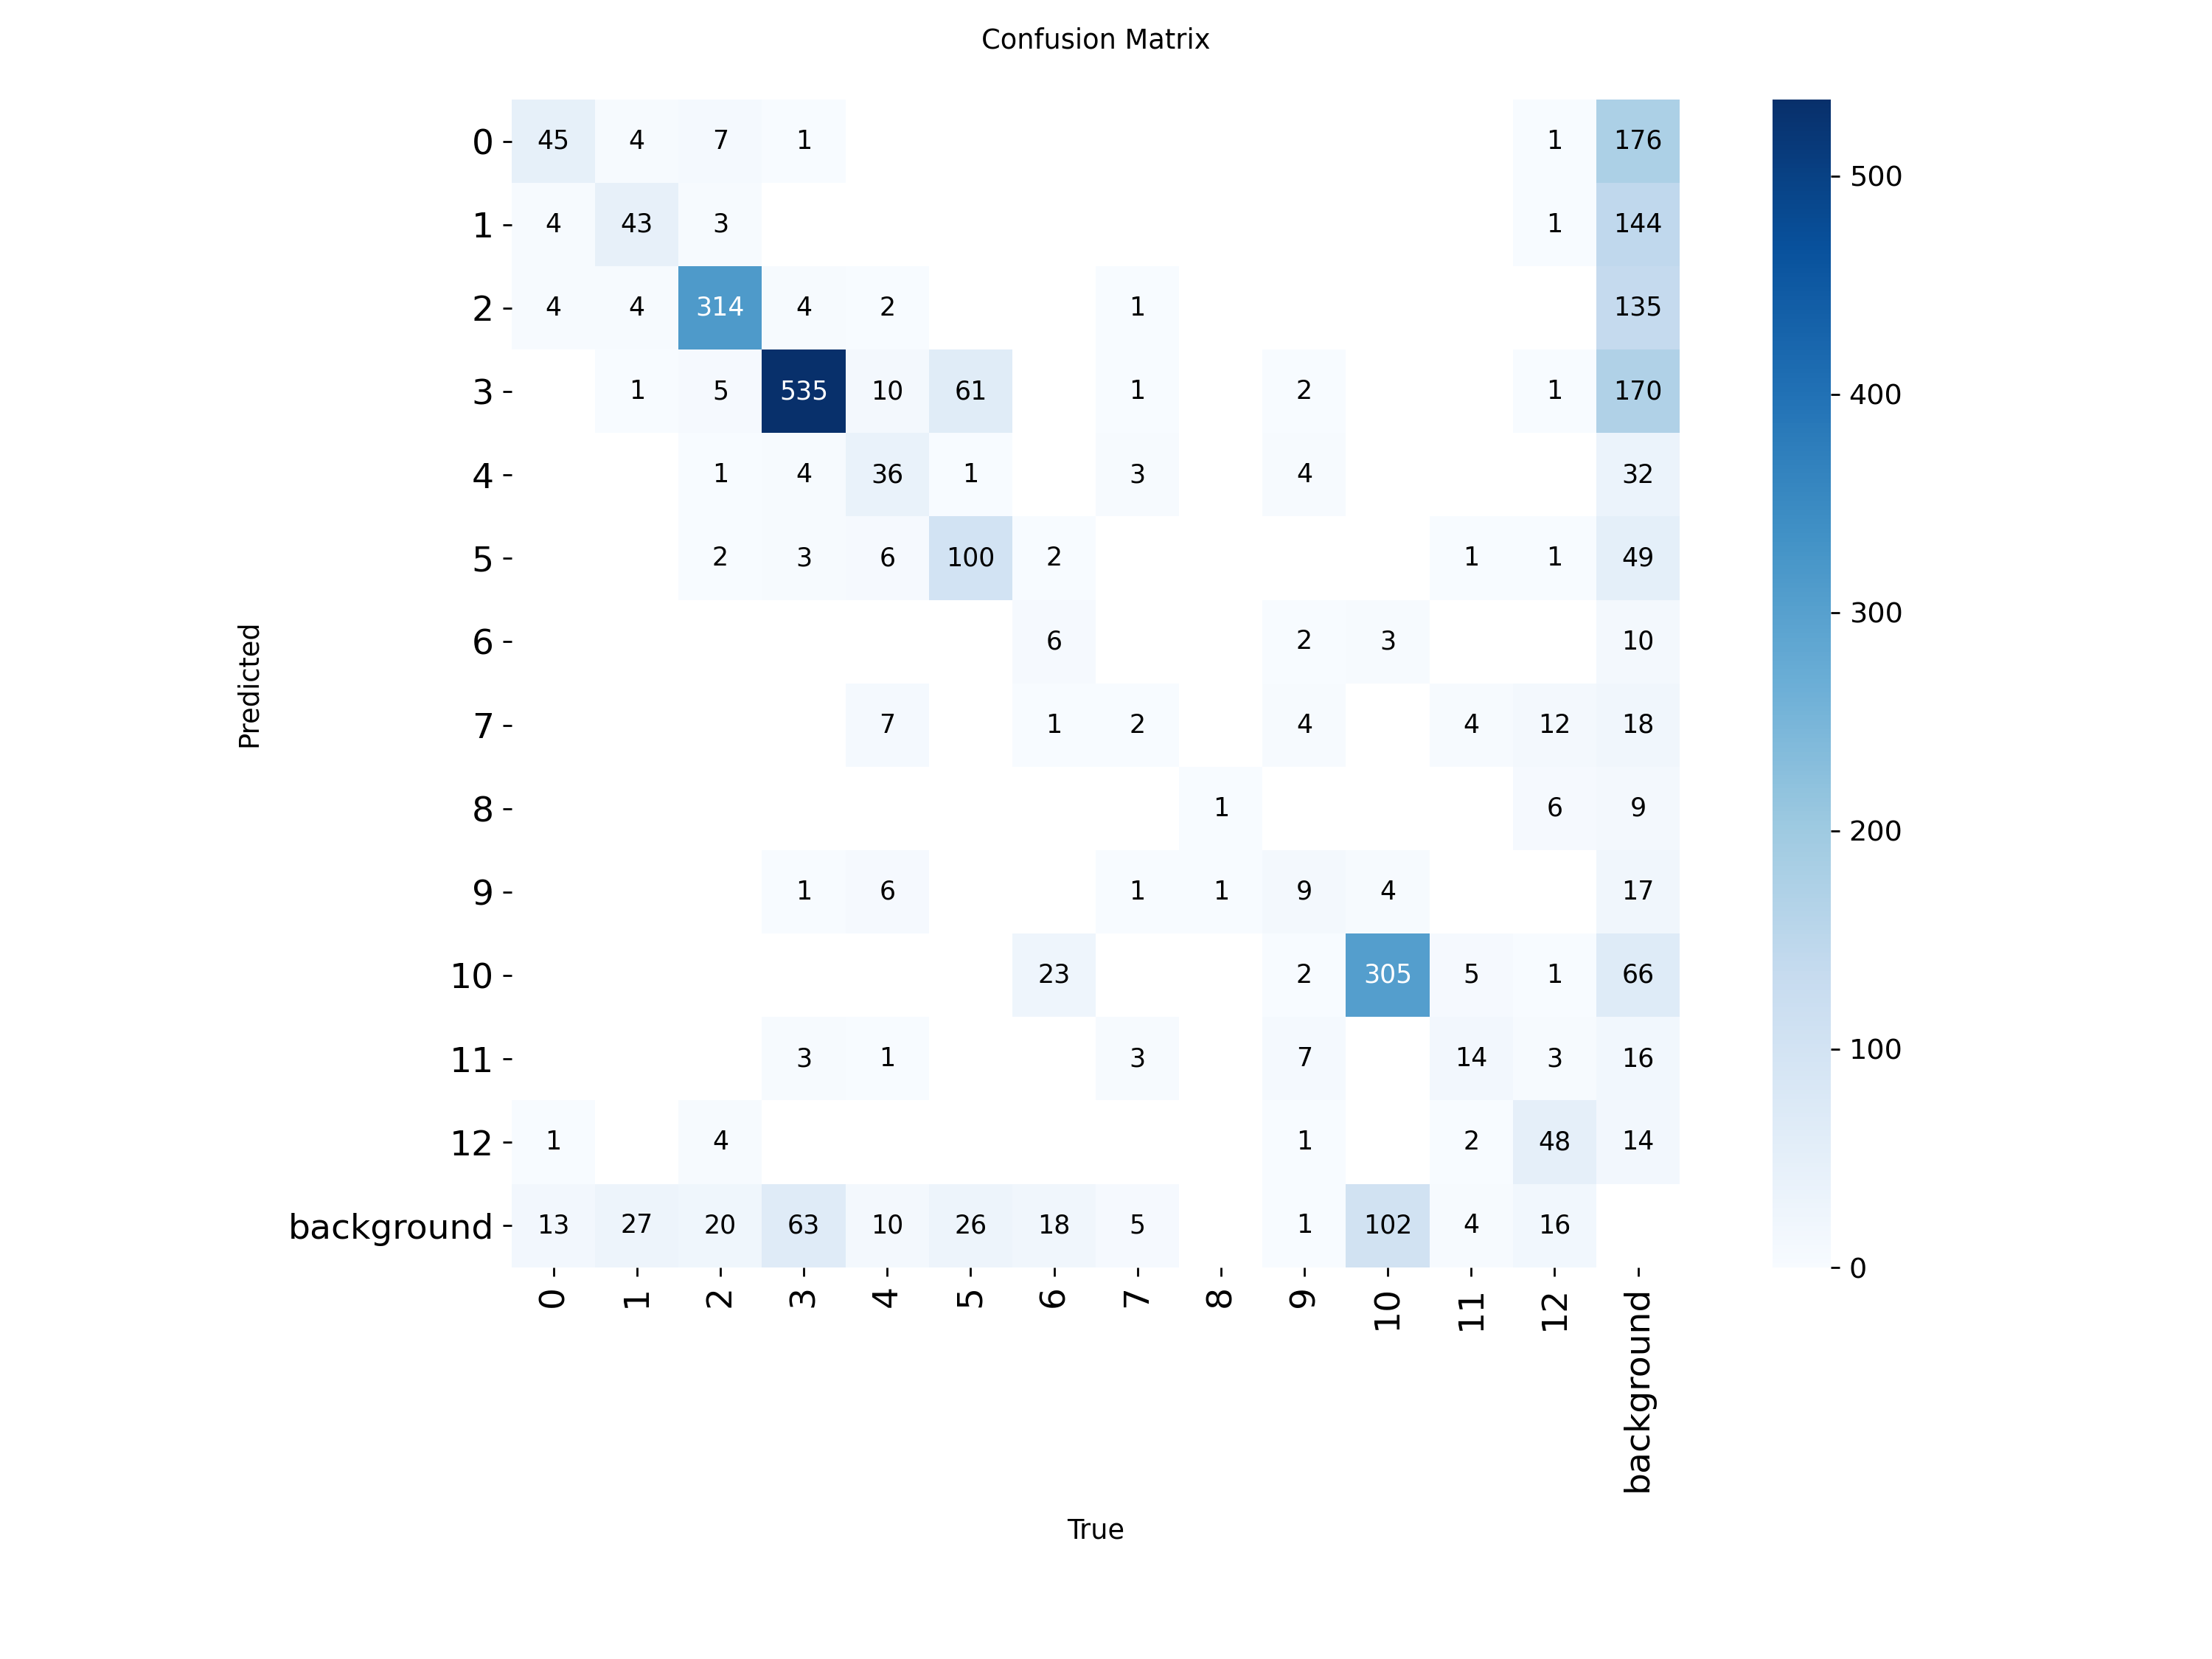 Confusion Matrix
0 45 4 7 1 1 176
1 4 43 3 1 144
2 4 4 314 4 2 1 135
3 1 5 535 10 61 1 2 1 170
4 1 4 36 1 3 4 32
5 2 3 6 100 2 1 1 49
6 6 2 3 10
7 7 1 2 4 4 12 18
8 1 6 9
9 1 6 1 1 9 4 17
10 23 2 305 5 1 66
11 3 1 3 7 14 3 16
12 1 4 1 2 48 14
background 13 27 20 63 10 26 18 5 1 102 4 16
0 1 2 3 4 5 6 7 8 9 10 11 12 background
Predicted
True
500
400
300
200
100
0